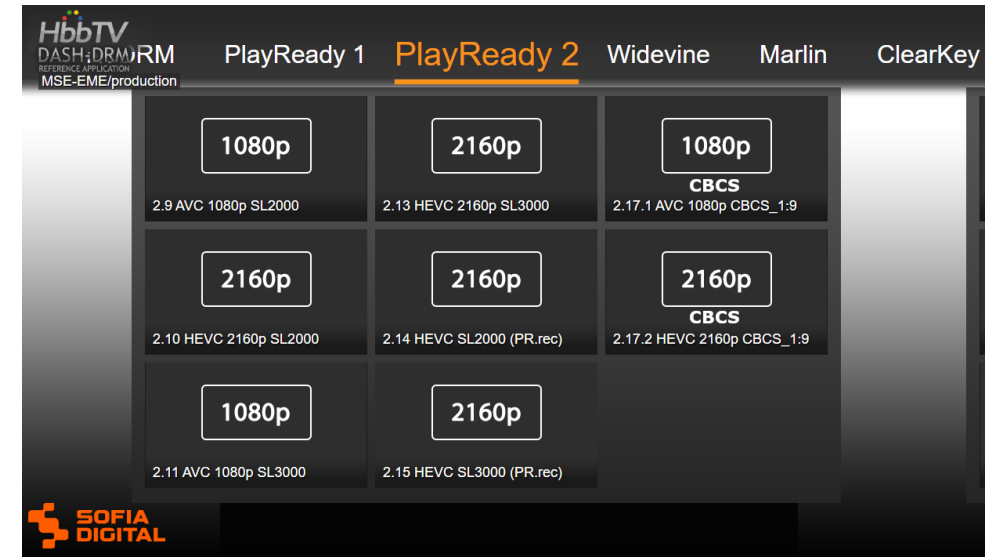 HbbTV
DASH-DRM
REFERENCE APPLICATION
MSE-EME/production
RM PlayReady 1 PlayReady 2 Widevine Marlin ClearKey
1080p 2160p 1080p
CBCS
2.9 AVC 1080p SL2000 2.13 HEVC 2160p SL3000 2.17.1 AVC 1080p CBCS_1:9
2160p 2160p 2160p
CBCS
2.10 HEVC 2160p SL2000 2.14 HEVC SL2000 (PR.rec) 2.17.2 HEVC 2160p CBCS_1:9
1080p 2160p
2.11 AVC 1080p SL3000 2.15 HEVC SL3000 (PR.rec)
SOFIA
DIGITAL